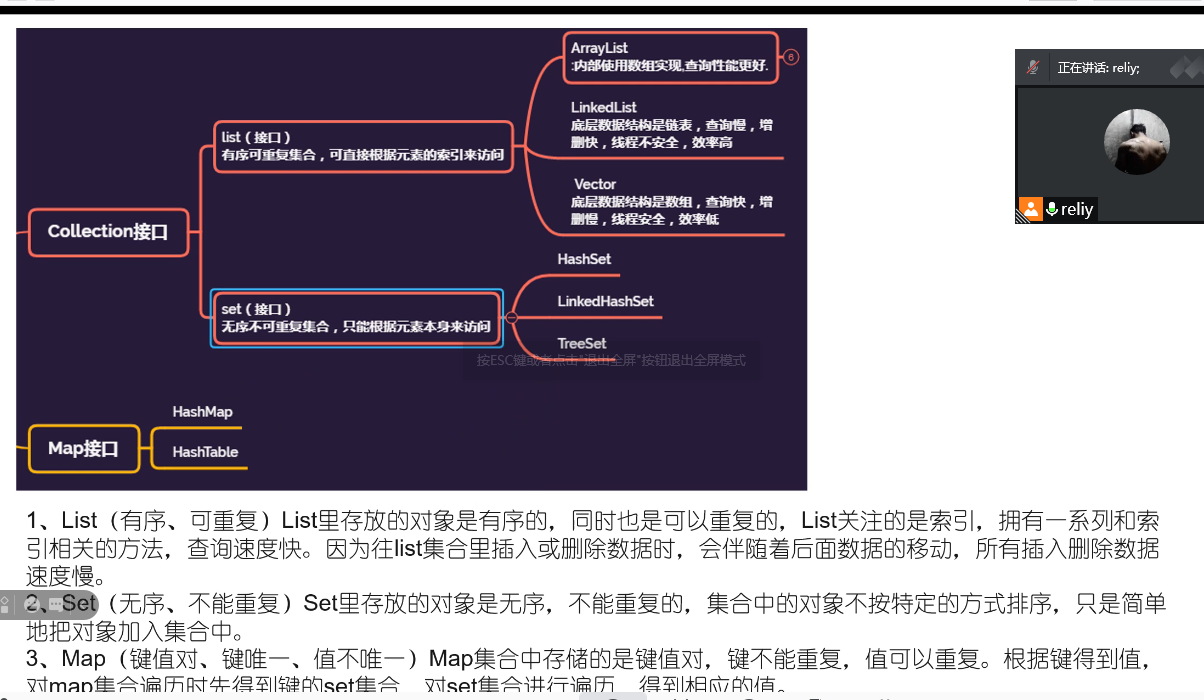 ArrayList
:内部使用数组实现,查询性能更好.
6
LinkedList
底层数据结构是链表，查询慢，增
删快，线程不安全，效率高
list（接口）
有序可重复集合，可直接根据元素的索引来访问
Vector
底层数据结构是数组，查询快，增
删慢，线程安全，效率低
Collection接口
HashSet
set（接口）
无序不可重复集合，只能根据元素本身来访问
LinkedHashSet
TreeSet
按ESC键或者点击"退出全屏"按钮退出全屏模式
HashMap
Map接口
HashTable
正在讲话: reliy;
reliy
1、List（有序、可重复）List里存放的对象是有序的，同时也是可以重复的，List关注的是索引，拥有一系列和索
引相关的方法，查询速度快。因为往list集合里插入或删除数据时，会伴随着后面数据的移动，所有插入删除数据
速度慢。
2、Set（无序、不能重复）Set里存放的对象是无序，不能重复的，集合中的对象不按特定的方式排序，只是简单
地把对象加入集合中。
3、Map（键值对、键唯一、值不唯一）Map集合中存储的是键值对，键不能重复，值可以重复。根据键得到值，
对map集合遍历时先得到键的set集合，对set集合进行遍历，得到相应的值。